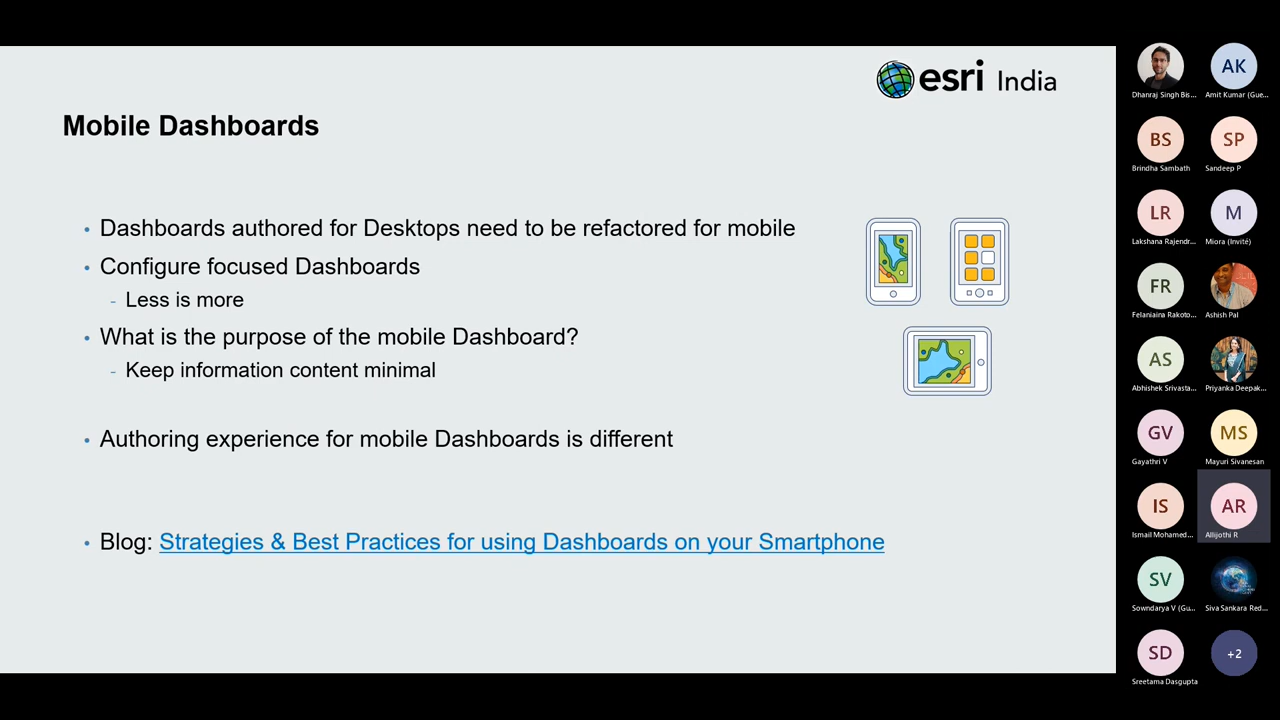 esri India
Mobile Dashboards
• Dashboards authored for Desktops need to be refactored for mobile
• Configure focused Dashboards
- Less is more
• What is the purpose of the mobile Dashboard?
- Keep information content minimal
• Authoring experience for mobile Dashboards is different
• Blog: Strategies & Best Practices for using Dashboards on your Smartphone
Dhanraj Singh Bis...
AK
Amit Kumar (Gue...
BS
Brindha Sambath
SP
Sandeep P
LR
Lakshana Rajendr...
M
Miora (Invité)
FR
Felaniaina Rakoto...
Ashish Pal
AS
Abhishek Srivasta...
Priyanka Deepak...
GV
Gayathri V
MS
Mayuri Sivanesan
IS
Ismail Mohamed...
AR
Allijothi R
SV
Sowndarya V (Gu...
Siva Sankara Red...
SD
Sreetama Dasgupta
+2